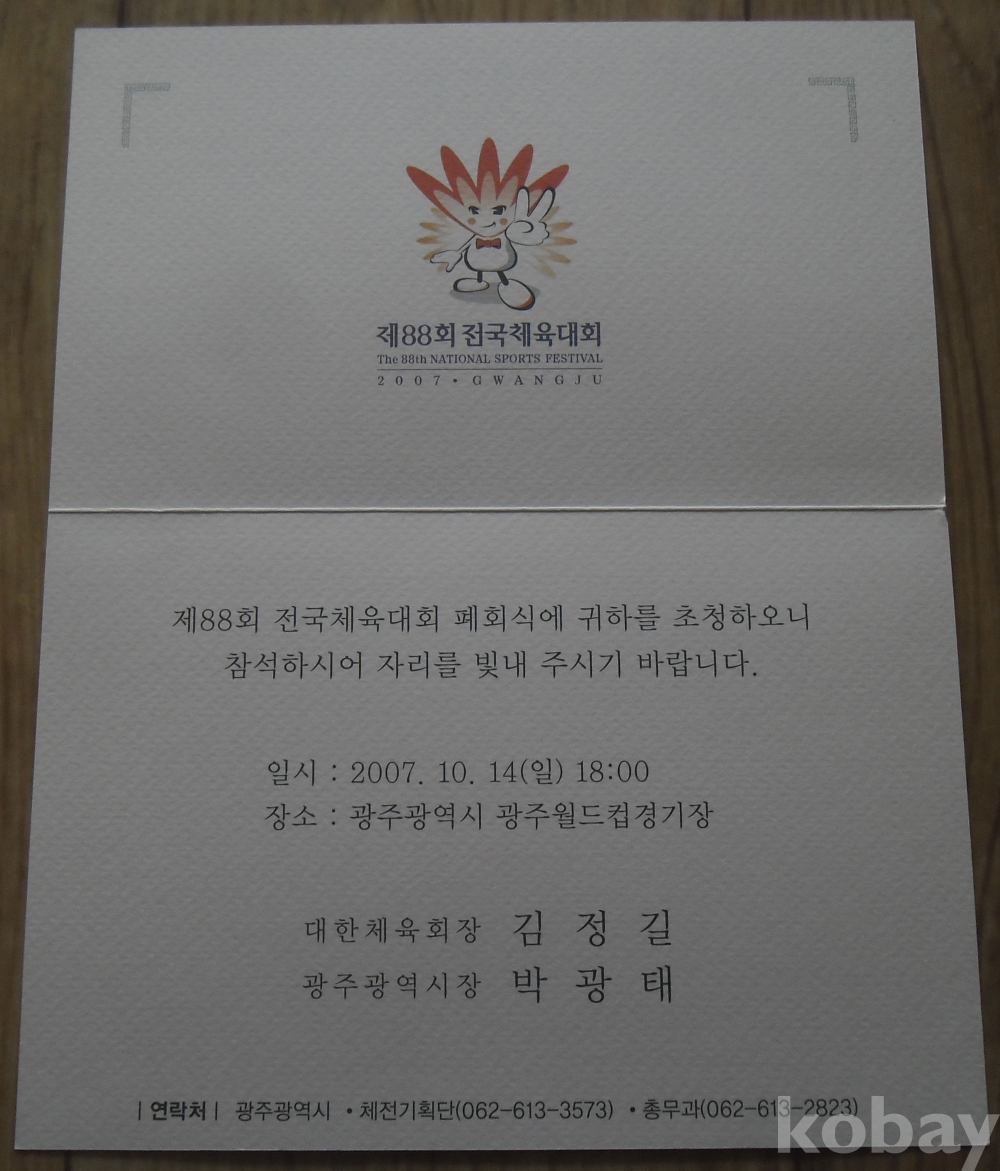 제88회 전국체육대회
The 88th NATIONAL SPORTS FESTIVAL
2007 • GWANGJU
제88회 전국체육대회 폐회식에 귀하를 초청하오니
참석하시어 자리를 빛내 주시기 바랍니다.
일시 : 2007. 10. 14(일) 18:00
장소 : 광주광역시 광주월드컵경기장
대한체육회장 김 정 길
광주광역시장 박 광 태
| 연락처 | 광주광역시 • 체전기획단(062-613-3573) • 총무과(062-613-2823)
kobay